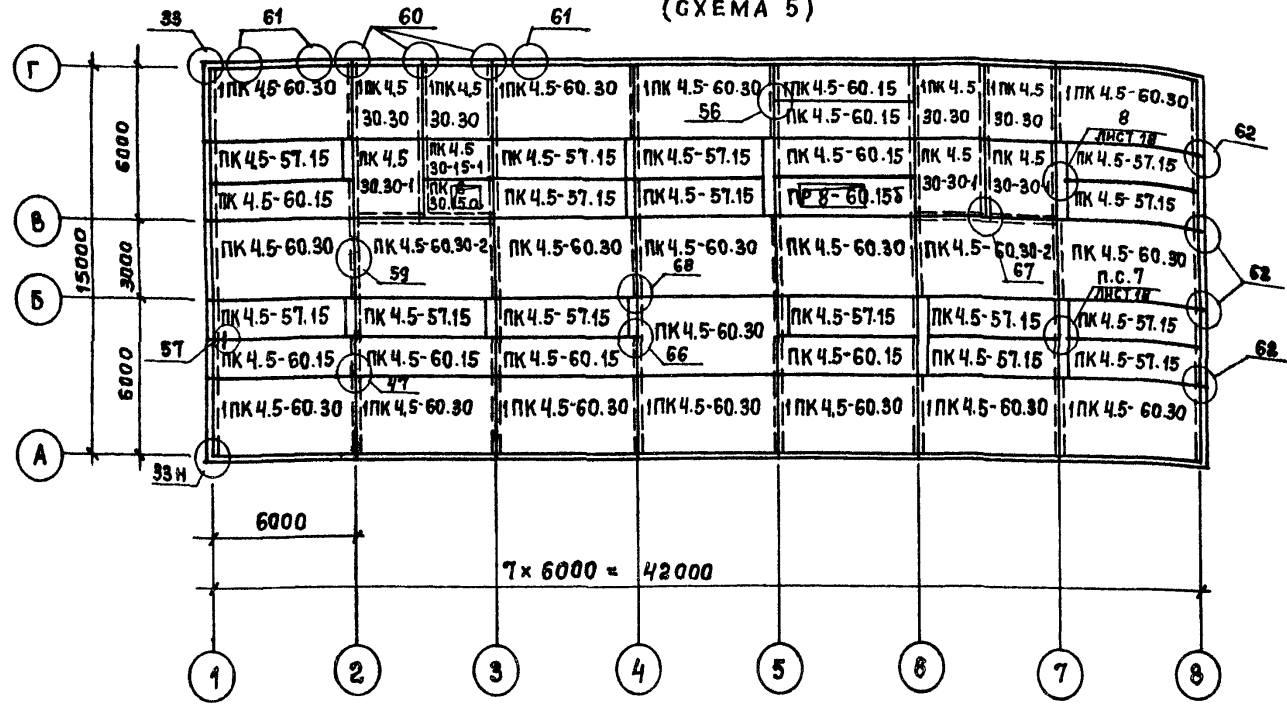 (СХЕМА 5)
33 61 60 61
Г
1ПК 4.5-60.30 1ПК 4.5 1ПК 4.5 1ПК 4.5-60.30 1ПК 4.5-60.30 1ПК 4.5-60.15 1ПК 4.5 1ПК 4.5 1ПК 4.5-60.30
30.30 30.30 56 ПК 4.5-60.15 30.30 30.30 8
ЛИСТ 18 62
6000
ПК 4.5-57.15 ПК 4.5 ПК 4.5 ПК 4.5-57.15 ПК 4.5-57.15 ПК 4.5-60.15 ПК 4.5 ПК 4.5 ПК 4.5-57.15
30-15-1
ПК 4.5-60.15 30.30-1 ПК 4.5-57.15 ПК 4.5-57.15 ПР 8-60.15δ 30-30-1 30-30-1 ПК 4.5-57.15
В
15000 3000
ПК 4.5-60.30 ПК 4.5-60.30-2 ПК 4.5-60.30 ПК 4.5-60.30 ПК 4.5-60.30 ПК 4.5-60.30-2 ПК 4.5-60.30
59 68 67 П.С.7
ЛИСТ 18 62
Б
ПК 4.5-57.15 ПК 4.5-57.15 ПК 4.5-57.15 ПК 4.5-60.30 ПК 4.5-57.15 ПК 4.5-57.15 ПК 4.5-57.15
57 66 62
6000
ПК 4.5-60.15 ПК 4.5-60.15 ПК 4.5-60.15 ПК 4.5-60.15 ПК 4.5-57.15 ПК 4.5-57.15
47
1ПК 4.5-60.30 1ПК 4.5-60.30 1ПК 4.5-60.30 1ПК 4.5-60.30 1ПК 4.5-60.30 1ПК 4.5-60.30 1ПК 4.5-60.30
А
33Н
6000
7×6000 = 42000
1 2 3 4 5 6 7 8